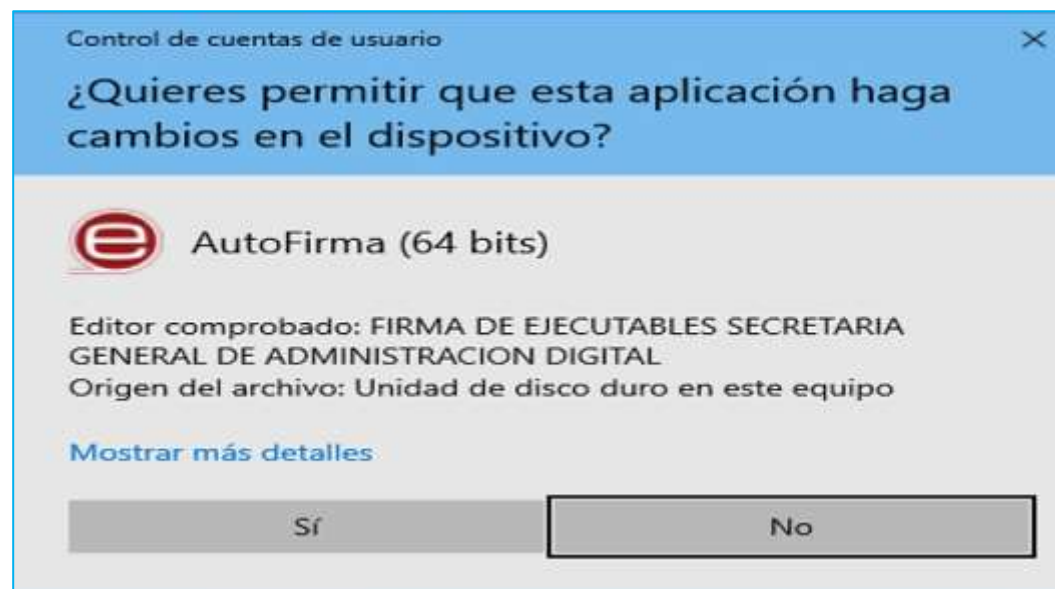 Control de cuentas de usuario
¿Quieres permitir que esta aplicación haga
cambios en el dispositivo?
AutoFirma (64 bits)
Editor comprobado: FIRMA DE EJECUTABLES SECRETARIA
GENERAL DE ADMINISTRACION DIGITAL
Origen del archivo: Unidad de disco duro en este equipo
Mostrar más detalles
Sí
No